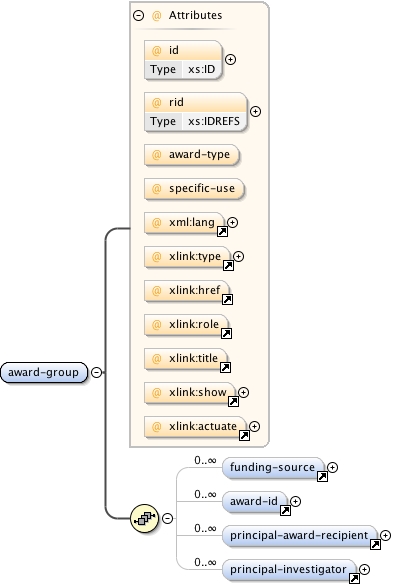 Attributes
@ id
Type xs:ID
@ rid
Type xs:IDREFS
@ award-type
@ specific-use
@ xml:lang
@ xlink:type
@ xlink:href
@ xlink:role
@ xlink:title
@ xlink:show
@ xlink:actuate
award-group
0..∞
funding-source
0..∞
award-id
0..∞
principal-award-recipient
0..∞
principal-investigator